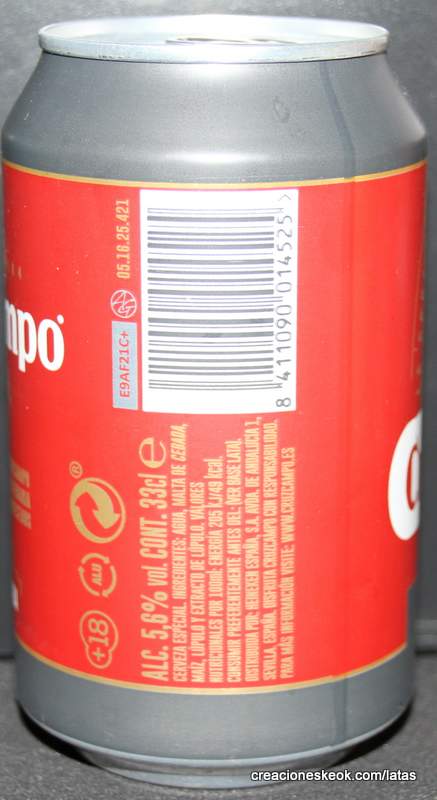 mpo
05.16.25.421
E9AF21C+
8 411090 014525 >
®
ALU
+18
ALC. 5,6% vol. CONT. 33cl e
CERVEZA ESPECIAL. INGREDIENTES: AGUA, MALTA DE CEBADA,
MAÍZ, LÚPULO Y EXTRACTO DE LÚPULO. VALORES
NUTRICIONALES POR 100ml: ENERGÍA 205 kJ/49 kcal.
CONSUMIR PREFERENTEMENTE ANTES DEL: (VER BASE LATA).
DISTRIBUIDA POR: HEINEKEN ESPAÑA, S.A. AVDA. DE ANDALUCÍA 1,
SEVILLA, ESPAÑA. DISFRUTA CRUZCAMPO CON RESPONSABILIDAD.
PARA MÁS INFORMACIÓN VISITE: WWW.CRUZCAMPO.ES
creacioneskeok.com/latas